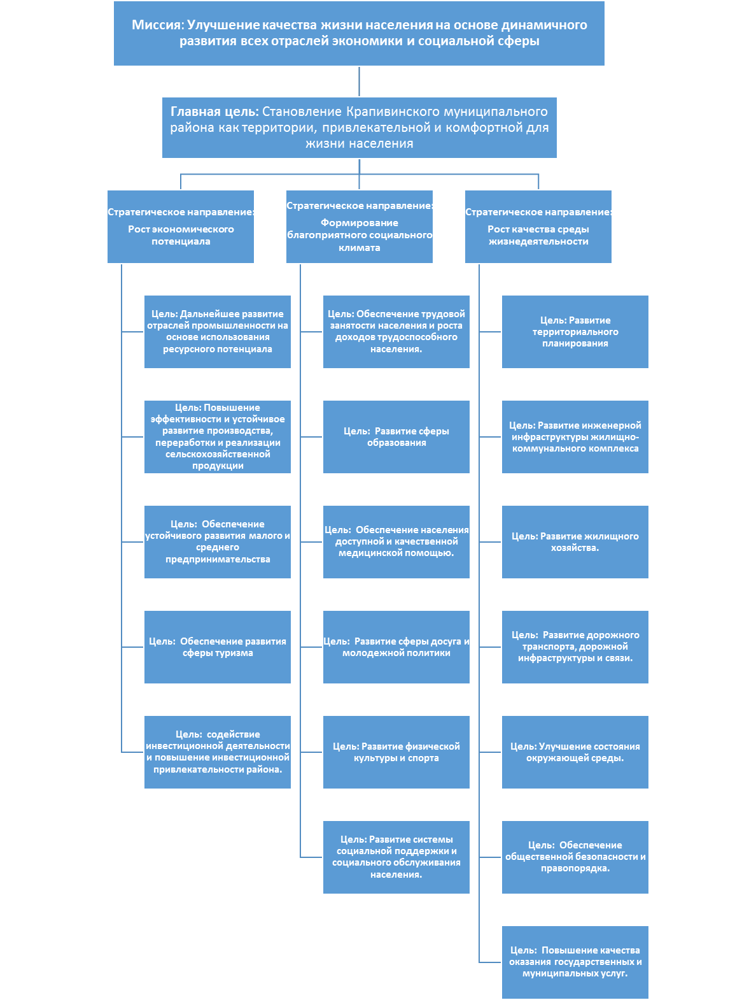 Миссия: Улучшение качества жизни населения на основе динамичного
развития всех отраслей экономики и социальной сферы
Главная цель: Становление Крапивинского муниципального
района как территории, привлекательной и комфортной для
жизни населения
Стратегическое направление:
Рост экономического
потенциала
Цель: Дальнейшее развитие
отраслей промышленности на
основе использования
ресурсного потенциала
Цель: Повышение
эффективности и устойчивое
развитие производства,
переработки и реализации
сельскохозяйственной
продукции
Цель:  Обеспечение
устойчивого развития малого и
среднего
предпринимательства
Цель:  Обеспечение развития
сферы туризма
Цель:  содействие
инвестиционной деятельности
и повышение инвестиционной
привлекательности района.
Стратегическое направление:
Формирование
благоприятного социального
климата
Цель: Обеспечение трудовой
занятости населения и роста
доходов трудоспособного
населения.
Цель:  Развитие сферы
образования
Цель:  Обеспечение населения
доступной и качественной
медицинской помощью.
Цель:  Развитие сферы досуга и
молодежной политики
Цель: Развитие физической
культуры и спорта
Цель: Развитие системы
социальной поддержки и
социального обслуживания
населения.
Стратегическое направление:
Рост качества среды
жизнедеятельности
Цель: Развитие
территориального
планирования
Цель: Развитие инженерной
инфраструктуры жилищно-
коммунального комплекса
Цель: Развитие жилищного
хозяйства.
Цель:  Развитие дорожного
транспорта, дорожной
инфраструктуры и связи.
Цель: Улучшение состояния
окружающей среды.
Цель:  Обеспечение
общественной безопасности и
правопорядка.
Цель:  Повышение качества
оказания государственных и
муниципальных услуг.